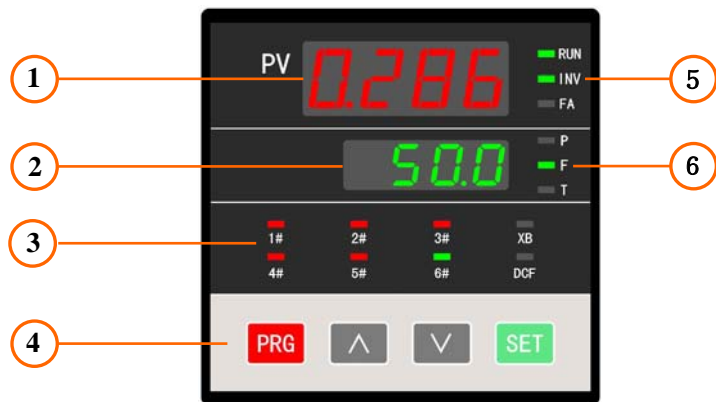 PV 0.286 RUN
1 INV 5
FA
P
2 50.0 F 6
T
3 1# 2# 3# XB
4# 5# 6# DCF
4 PRG ∧ ∨ SET